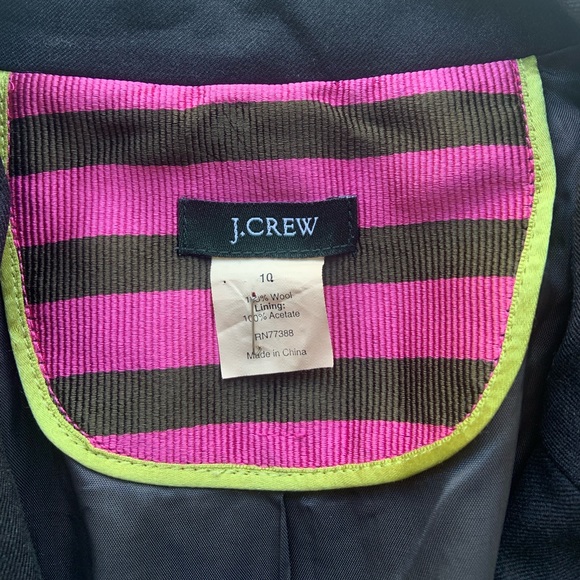 J.CREW
10
100% Wool
Lining:
100% Acetate
RN77388
Made in China